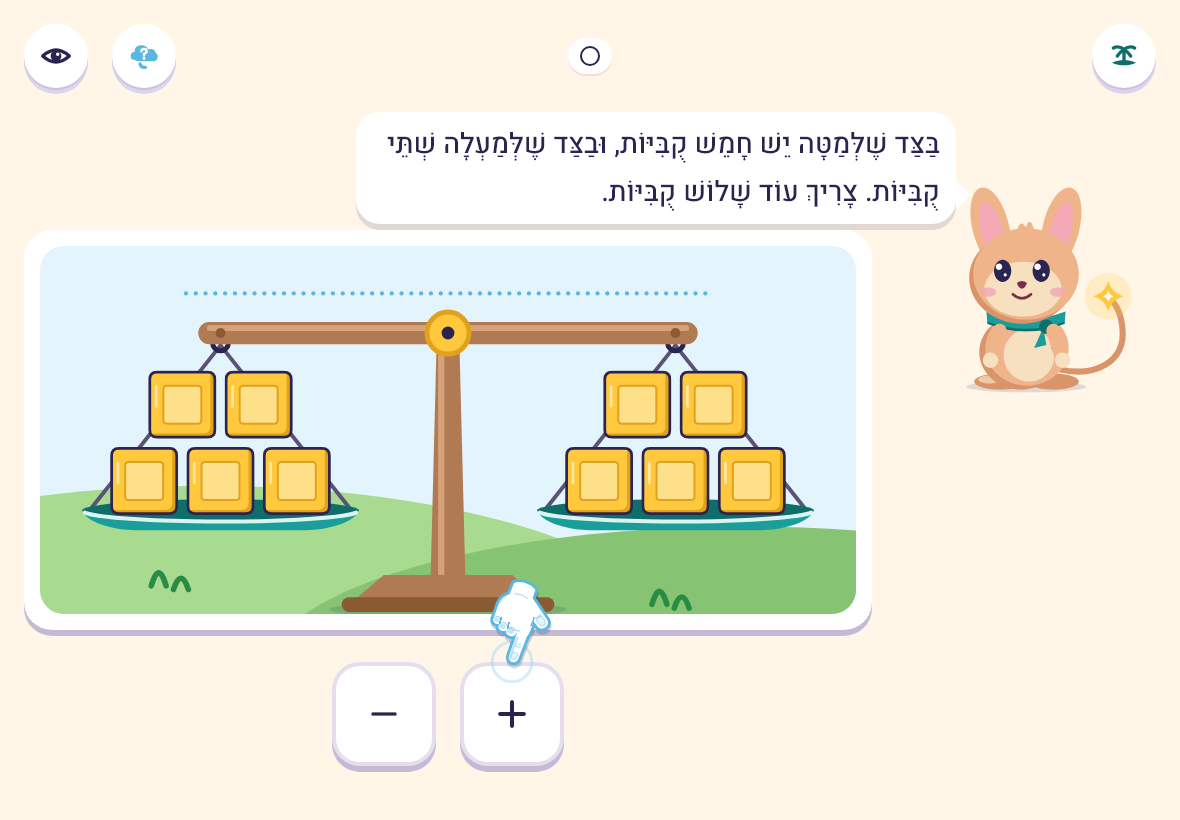 בַּצַּד שֶׁלְּמַטָּה יֵשׁ חָמֵשׁ קֻבִּיּוֹת, וּבַצַּד שֶׁלְּמַעְלָה שְׁתֵּי
קֻבִּיּוֹת. צָרִיךְ עוֹד שָׁלוֹשׁ קֻבִּיּוֹת.
?
−
+